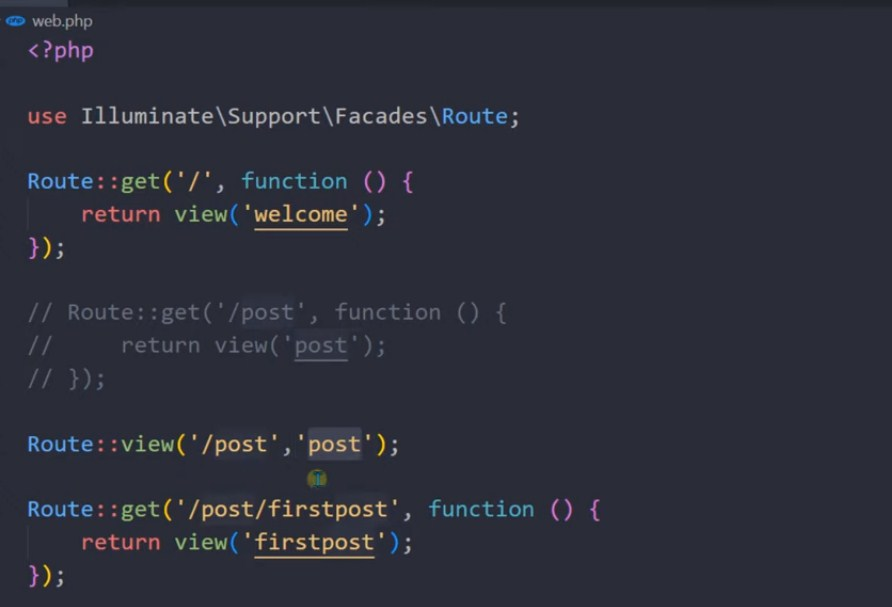 web.php
<?php
use Illuminate\Support\Facades\Route;
Route::get('/', function () {
    return view('welcome');
});
// Route::get('/post', function () {
//     return view('post');
// });
Route::view('/post','post');
Route::get('/post/firstpost', function () {
    return view('firstpost');
});